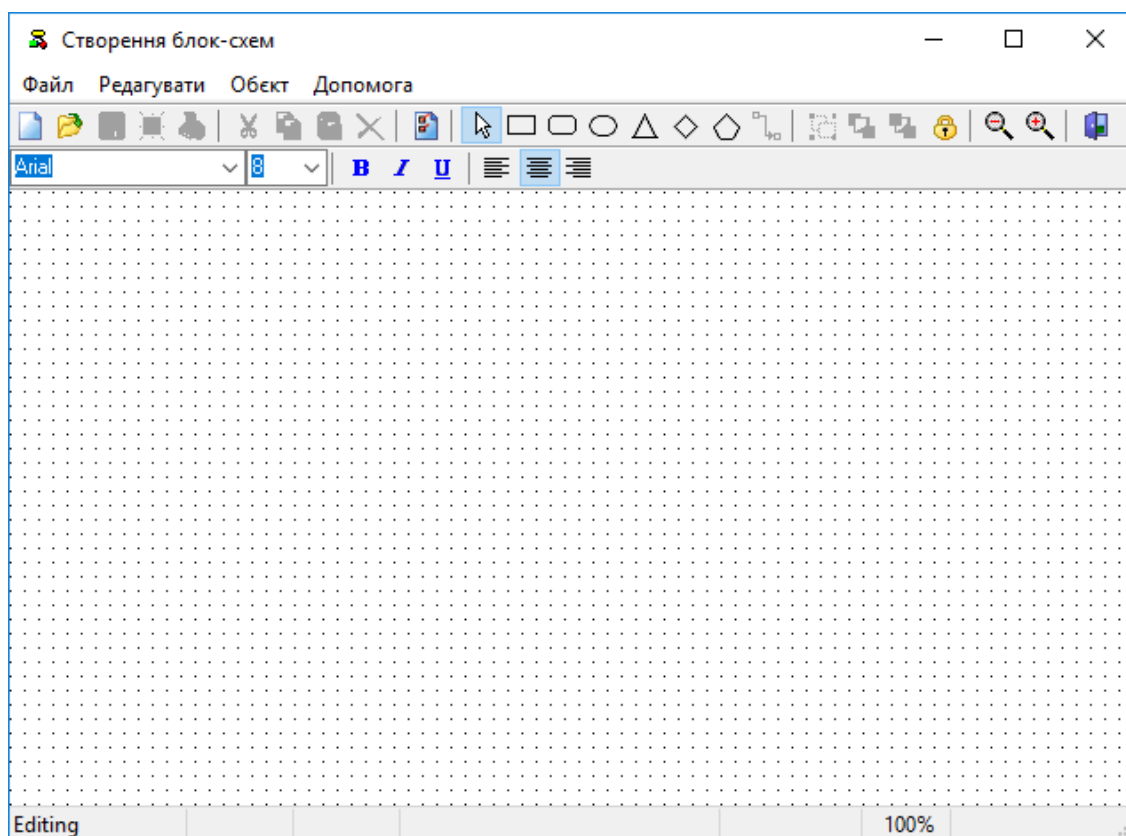 Створення блок-схем
Файл Редагувати Обєкт Допомога
Arial 8 B I U
Editing 100%